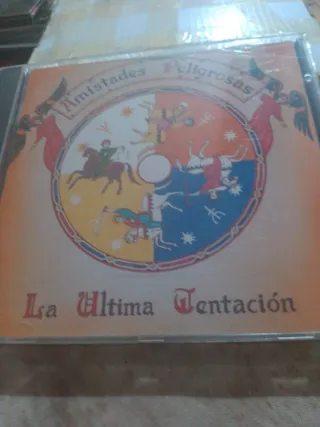 Amistades Peligrosas
La Ultima Tentación